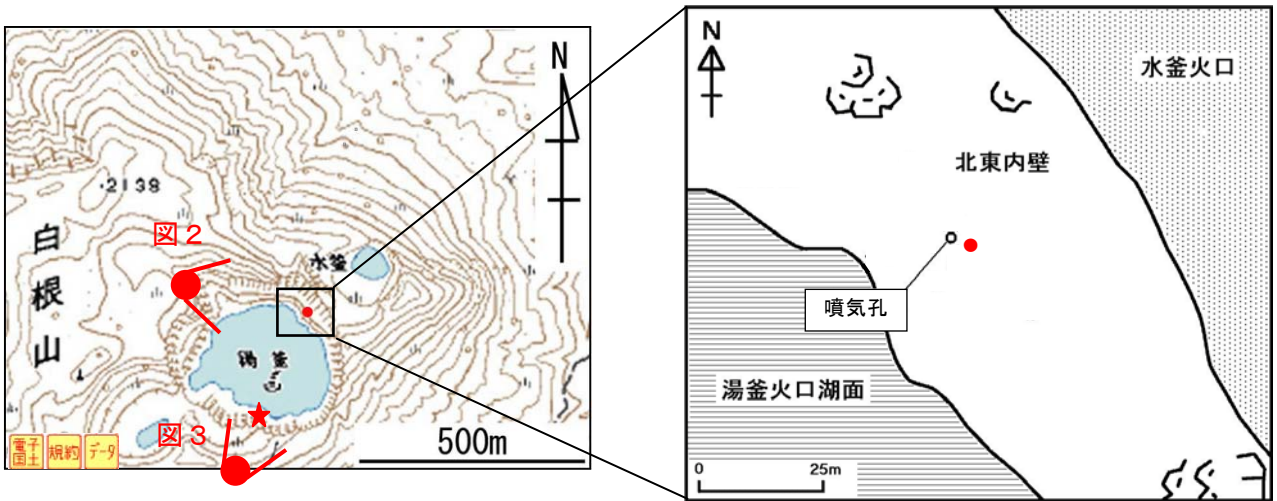 N
・2138
白根山
図2
水釜
湯釜
図3
電子国土
規約
データ
500m
N
水釜火口
北東内壁
噴気孔
湯釜火口湖面
0
25m